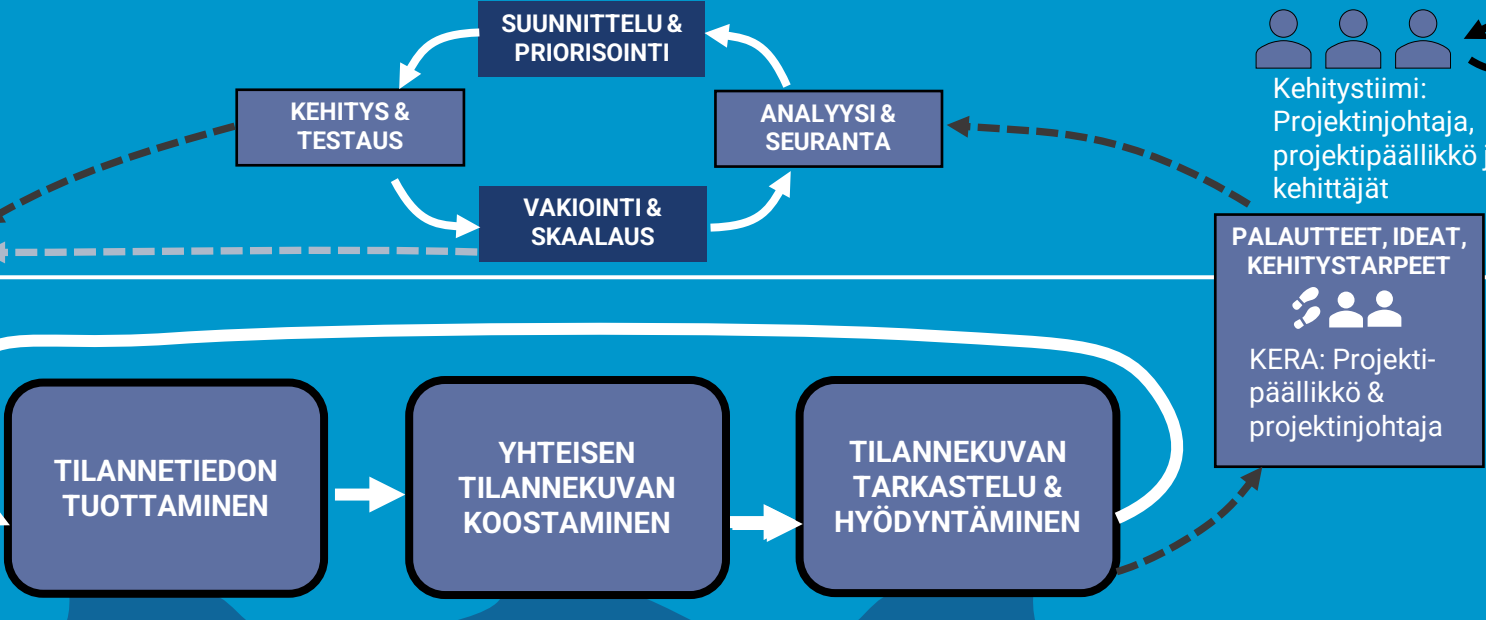 SUUNNITTELU &
PRIORISOINTI
KEHITYS &
TESTAUS
ANALYYSI &
SEURANTA
VAKIOINTI &
SKAALAUS
Kehitystiimi:
Projektinjohtaja,
projektipäällikkö
kehittäjät
PALAUTTEET, IDEAT,
KEHITYSTARPEET
KERA: Projekti-
päällikkö &
projektinjohtaja
TILANNETIEDON
TUOTTAMINEN
YHTEISEN
TILANNEKUVAN
KOOSTAMINEN
TILANNEKUVAN
TARKASTELU &
HYÖDYNTÄMINEN